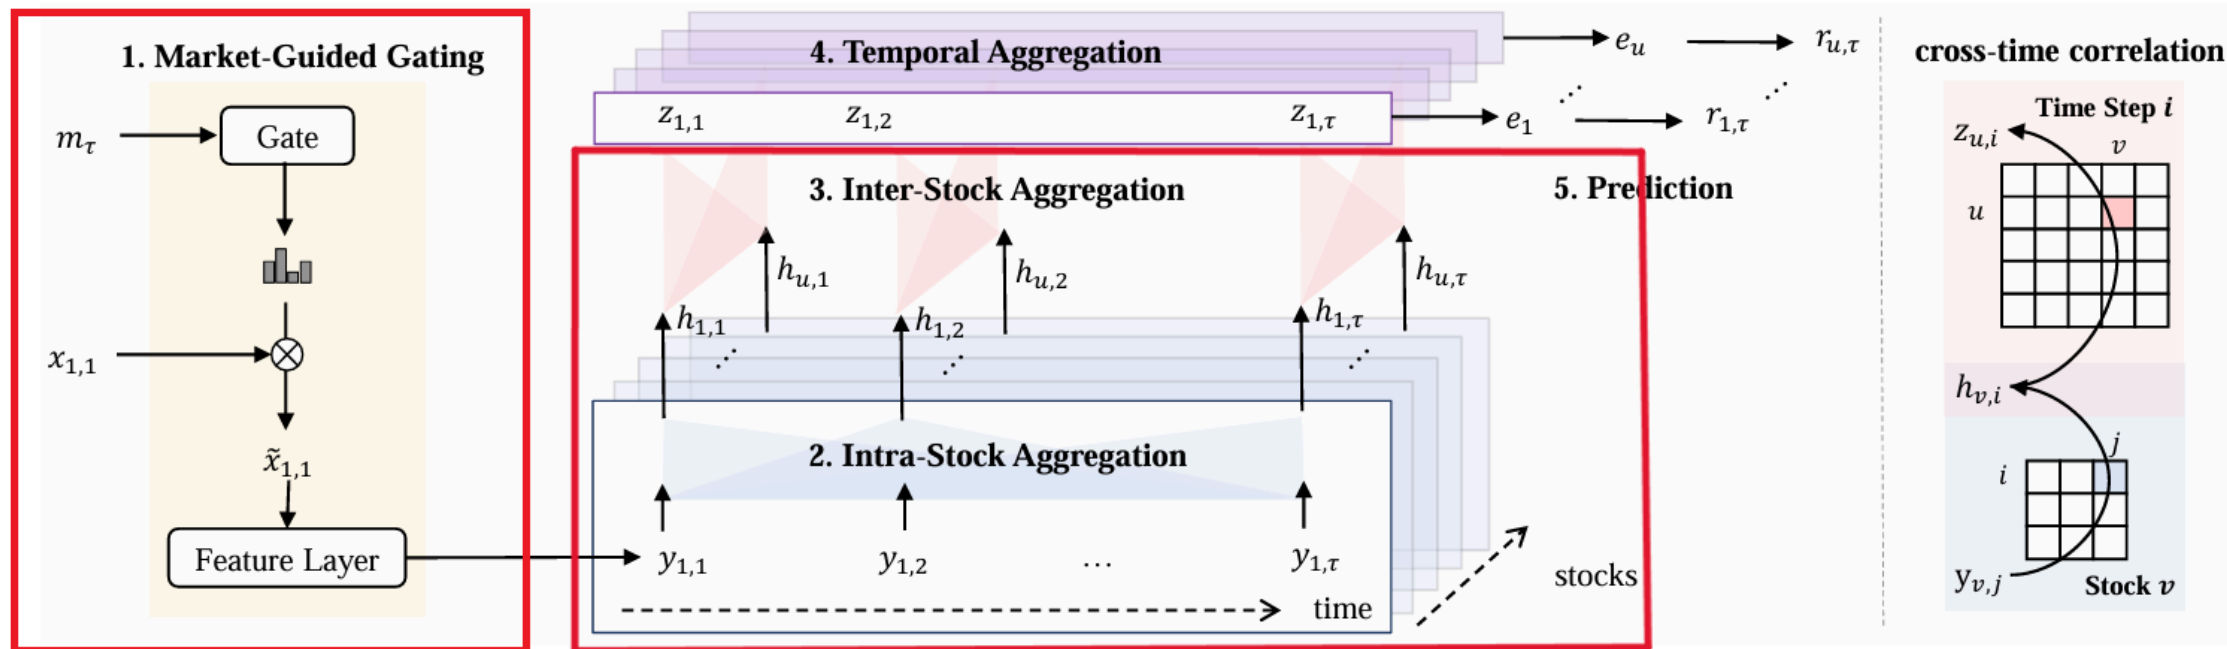 1. Market-Guided Gating
m_τ
Gate
x_{1,1}
x̃_{1,1}
Feature Layer
4. Temporal Aggregation
z_{1,1} z_{1,2} z_{1,τ}
e_u r_{u,τ}
⋰ ⋰
e_1 r_{1,τ}
3. Inter-Stock Aggregation
5. Prediction
h_{u,1} h_{u,2} h_{u,τ}
h_{1,1} h_{1,2} h_{1,τ}
⋰ ⋰ ⋰
2. Intra-Stock Aggregation
y_{1,1} y_{1,2} … y_{1,τ}
time
stocks
cross-time correlation
Time Step i
z_{u,i}
v
u
h_{v,i}
j
i
y_{v,j}
Stock v